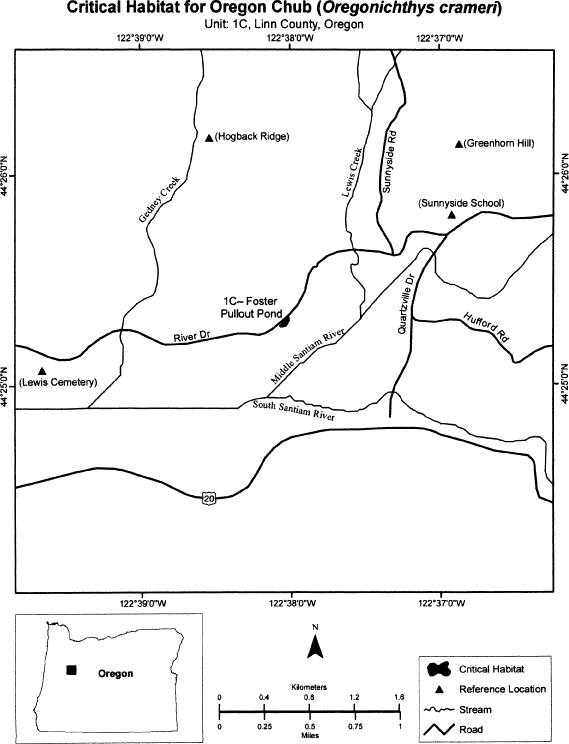 Critical Habitat for Oregon Chub (Oregonichthys crameri)
Unit: 1C, Linn County, Oregon
122°39'0"W 122°38'0"W 122°37'0"W
(Hogback Ridge)
(Greenhorn Hill)
Sunnyside Rd
Lewis Creek
44°26'0"N 44°26'0"N
Gedney Creek
(Sunnyside School)
1C– Foster
Pullout Pond
Quartzville Dr
River Dr
Hufford Rd
Middle Santiam River
(Lewis Cemetery)
44°25'0"N 44°25'0"N
South Santiam River
20
122°39'0"W 122°38'0"W 122°37'0"W
Oregon
N
Kilometers
0 0.4 0.8 1.2 1.6
0 0.25 0.5 0.75 1
Miles
Critical Habitat
Reference Location
Stream
Road